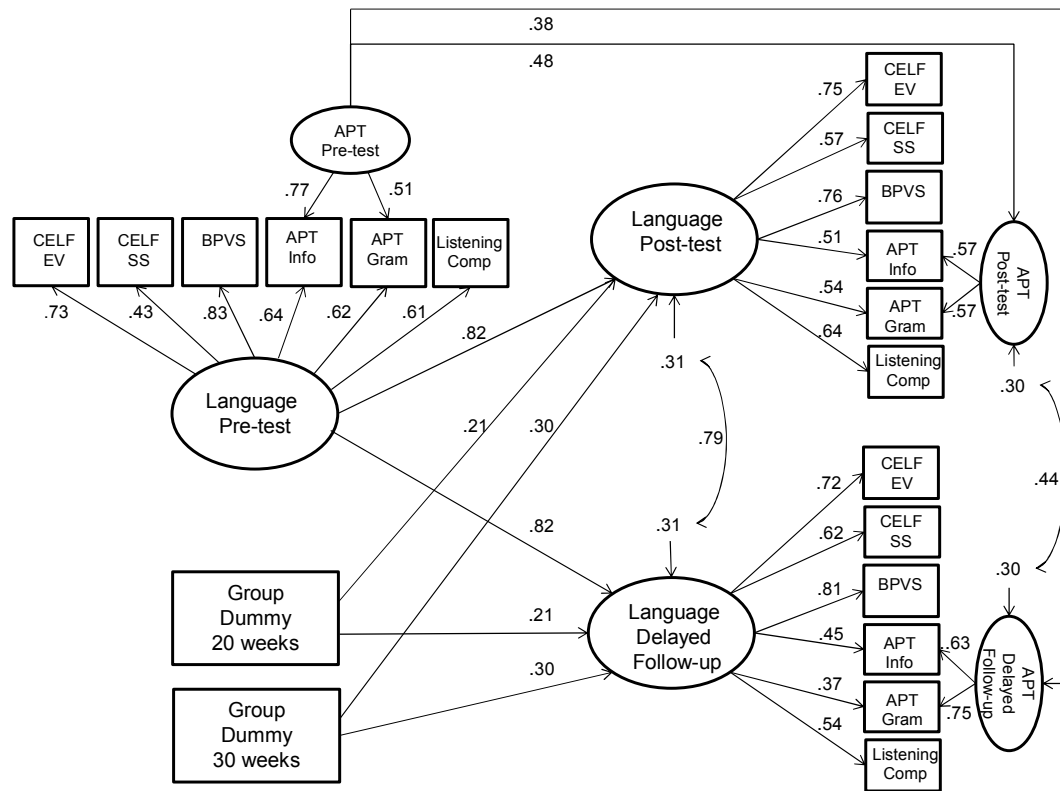 .38
.48
APT
Pre-test
.77
.51
CELF
EV
CELF
SS
BPVS
APT
Info
APT
Gram
Listening
Comp
.73
.43
.83
.64
.62
.61
Language
Pre-test
.82
.21
.30
.82
Group
Dummy
20 weeks
.21
Group
Dummy
30 weeks
.30
Language
Post-test
.31
.79
.31
Language
Delayed
Follow-up
.75
.57
.76
.51
.54
.64
CELF
EV
CELF
SS
BPVS
APT
Info
APT
Gram
Listening
Comp
.57
.57
APT
Post-test
.30
.44
.30
.72
.62
.81
.45
.37
.54
CELF
EV
CELF
SS
BPVS
APT
Info
APT
Gram
Listening
Comp
.63
.75
APT
Delayed
Follow-up